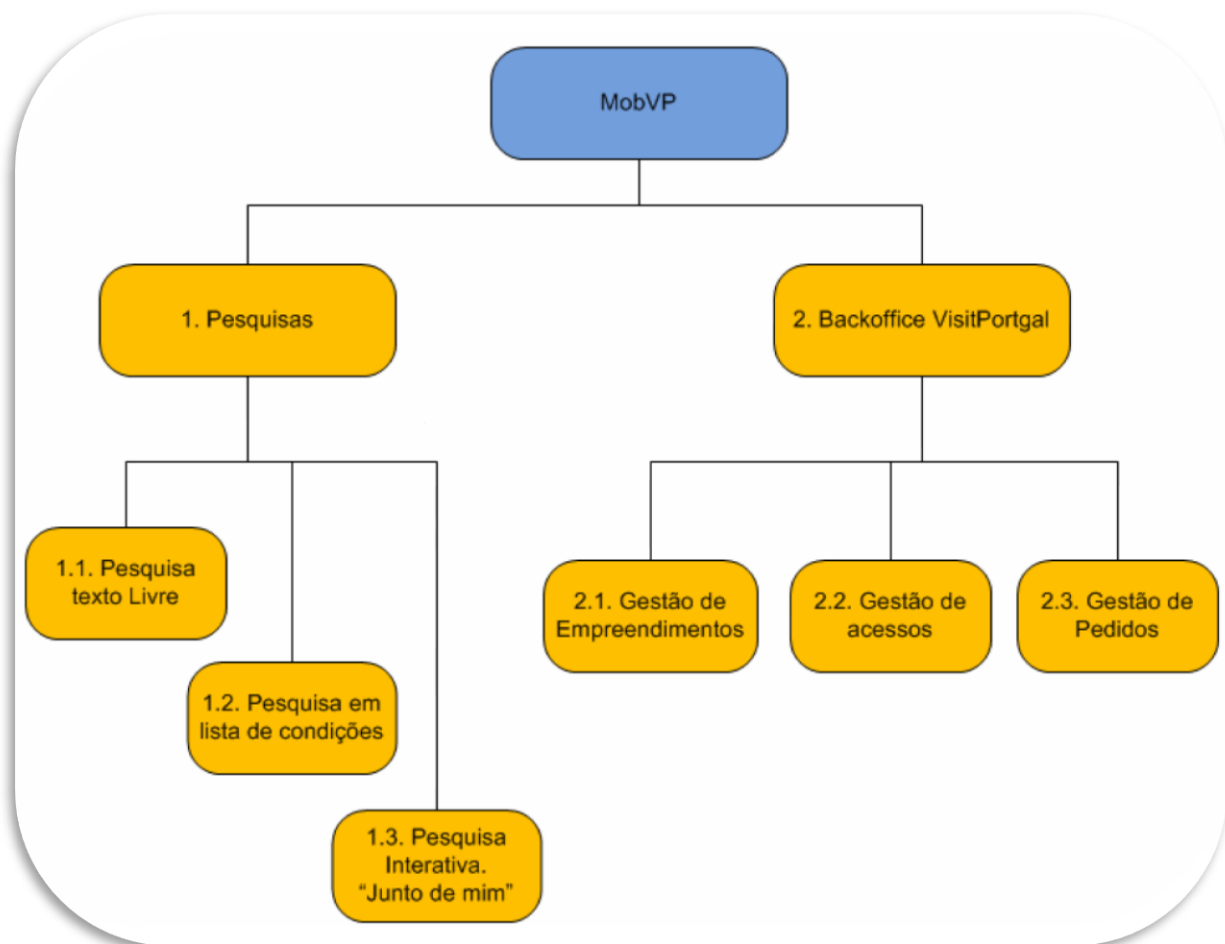 MobVP
1. Pesquisas
2. Backoffice VisitPortgal
1.1. Pesquisa
texto Livre
2.1. Gestão de
Empreendimentos
2.2. Gestão de
acessos
2.3. Gestão de
Pedidos
1.2. Pesquisa em
lista de condições
1.3. Pesquisa
Interativa.
“Junto de mim”